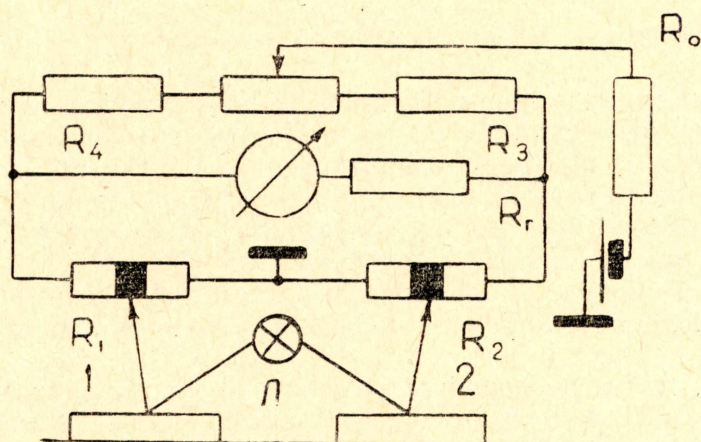 R₀
R₄
R₃
Rᵣ
R₁
R₂
1
Л
2